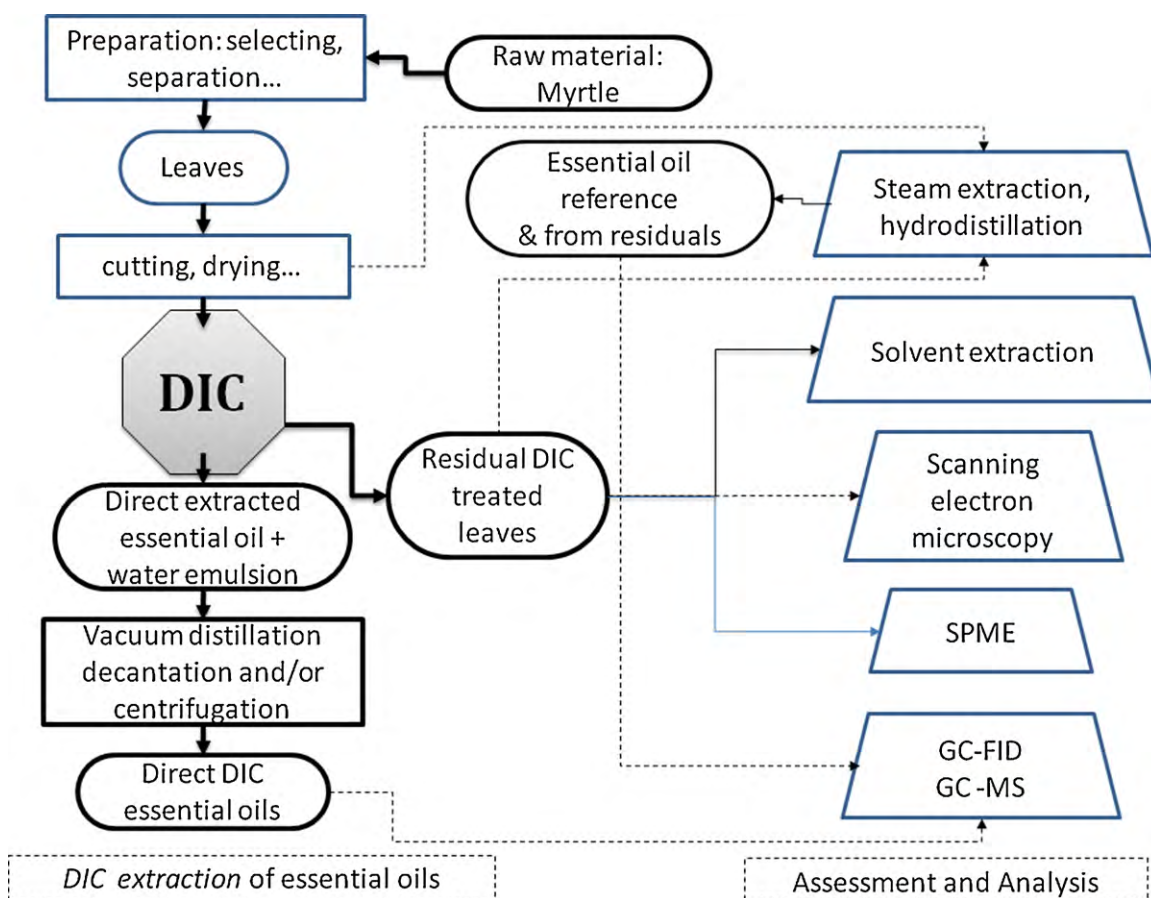 Preparation: selecting,
separation...
Raw material:
Myrtle
Leaves
Essential oil
reference
& from residuals
Steam extraction,
hydrodistillation
cutting, drying...
Solvent extraction
DIC
Residual DIC
treated
leaves
Scanning
electron
microscopy
Direct extracted
essential oil +
water emulsion
SPME
Vacuum distillation
decantation and/or
centrifugation
GC-FID
GC -MS
Direct DIC
essential oils
DIC extraction of essential oils
Assessment and Analysis